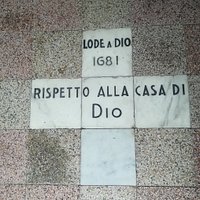 LODE A DIO
1681
RISPETTO ALLA CASA DI
DIO